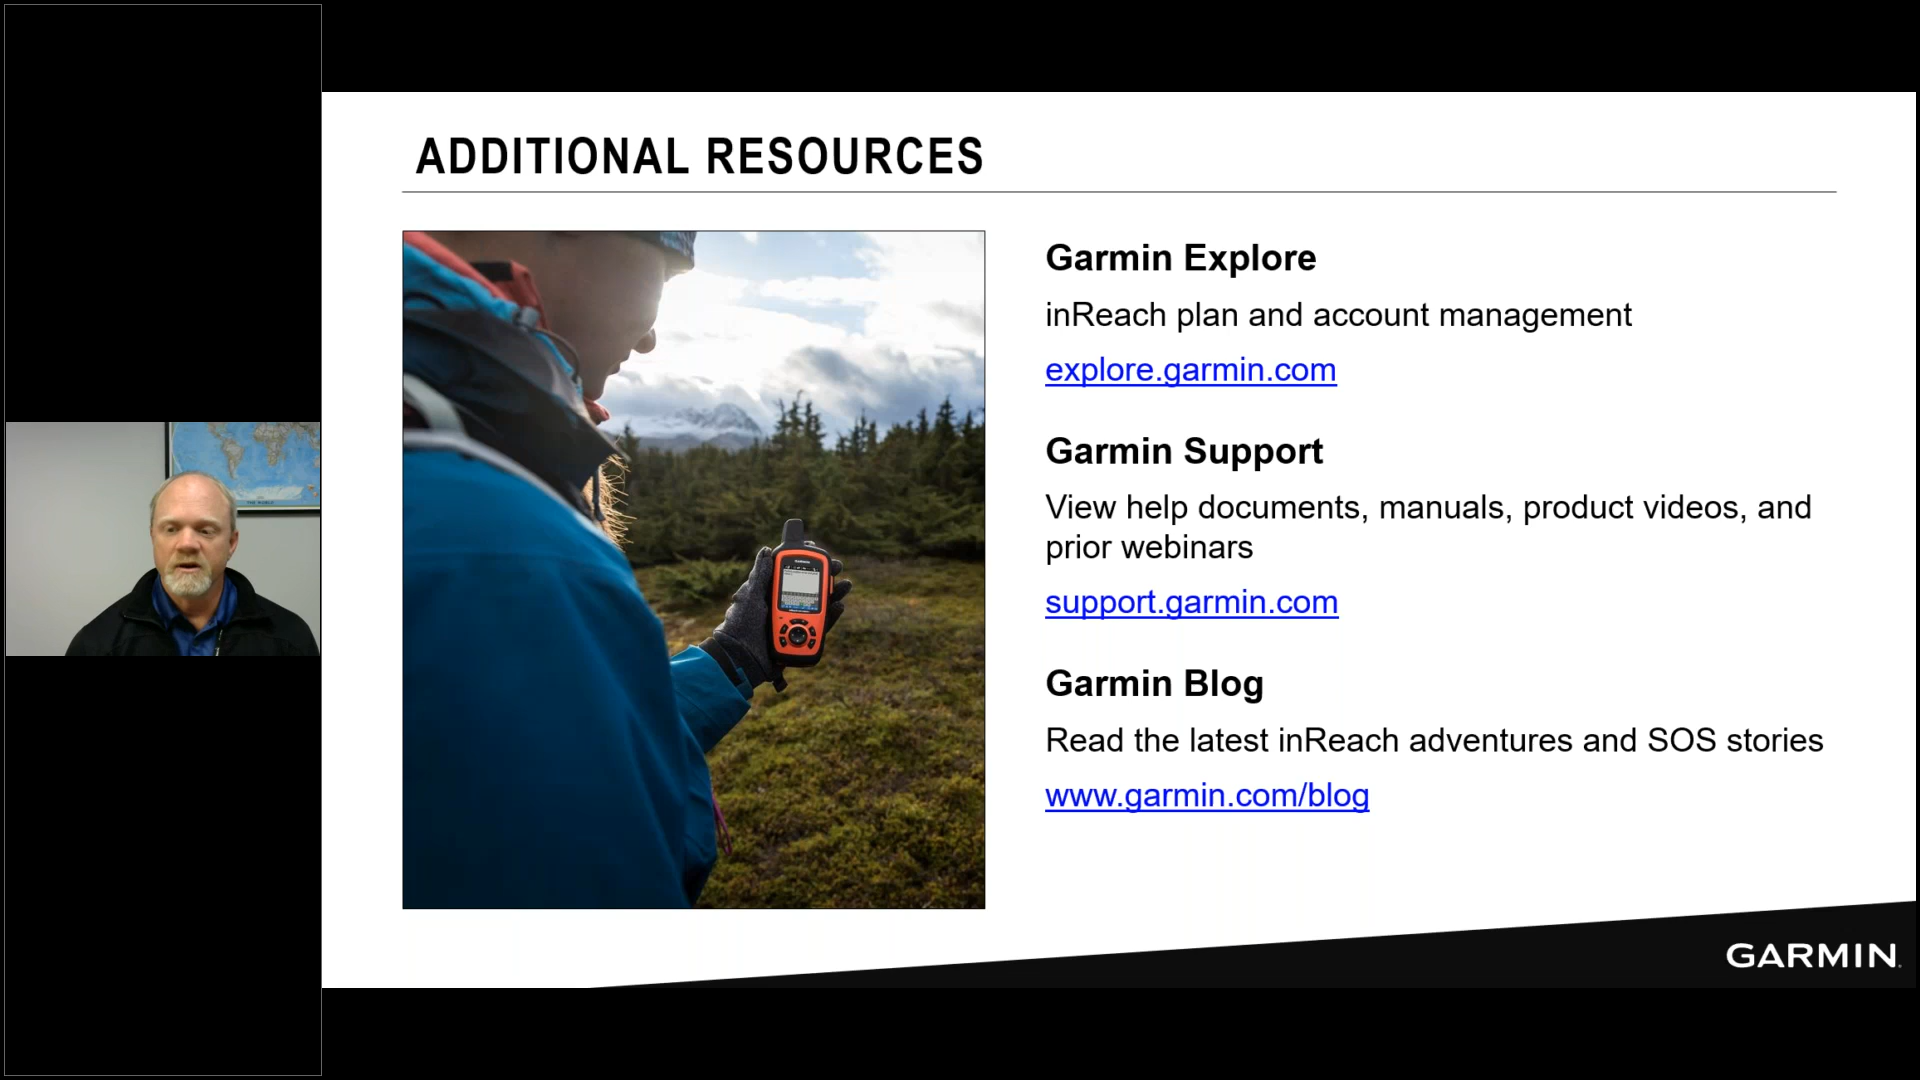 ADDITIONAL RESOURCES
Garmin Explore
inReach plan and account management
explore.garmin.com
Garmin Support
View help documents, manuals, product videos, and
prior webinars
support.garmin.com
Garmin Blog
Read the latest inReach adventures and SOS stories
www.garmin.com/blog
GARMIN